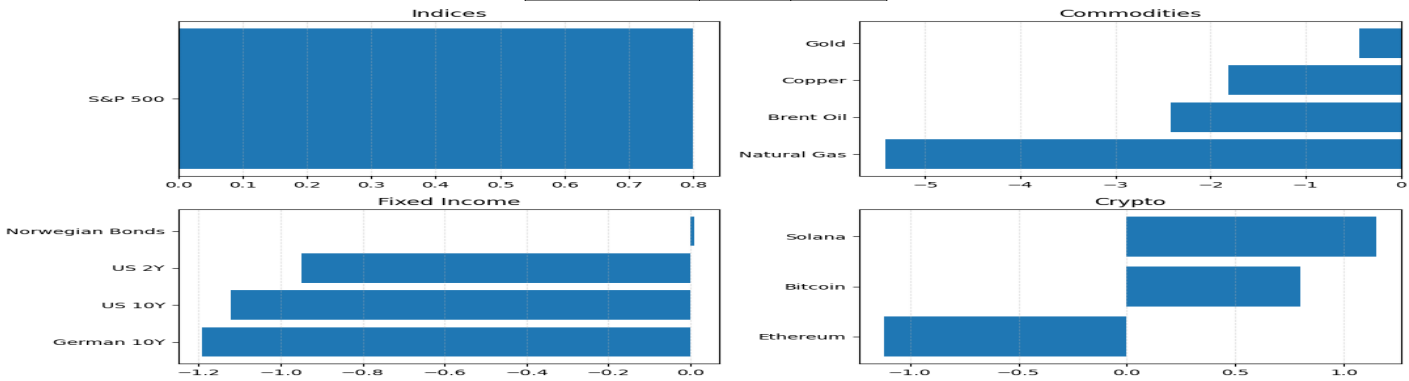 Indices
S&P 500
0.0 0.1 0.2 0.3 0.4 0.5 0.6 0.7 0.8
Commodities
Gold
Copper
Brent Oil
Natural Gas
−5 −4 −3 −2 −1 0
Fixed Income
Norwegian Bonds
US 2Y
US 10Y
German 10Y
−1.2 −1.0 −0.8 −0.6 −0.4 −0.2 0.0
Crypto
Solana
Bitcoin
Ethereum
−1.0 −0.5 0.0 0.5 1.0